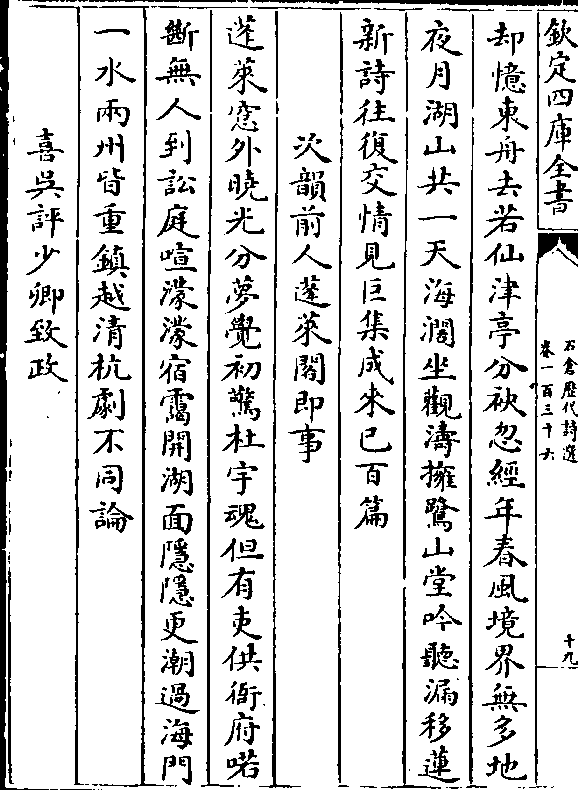 欽定四庫全書
石倉歷代詩選
卷一百三十六
十九
却憶東舟去若仙津亭分袂忽經年春風境界無多地
夜月湖山共一天海濶坐觀濤擁鷺山堂吟聽漏移蓮
新詩往復交情見巨集成來已百篇
次韻前人蓬萊閣即事
蓬萊窓外曉光分夢覺初驚杜宇魂但有吏供衙府喏
斷無人到訟庭喧濛濛宿靄開湖面隱隱更潮過海門
一水兩州皆重鎮越清杭劇不同論
喜吳評少卿致政